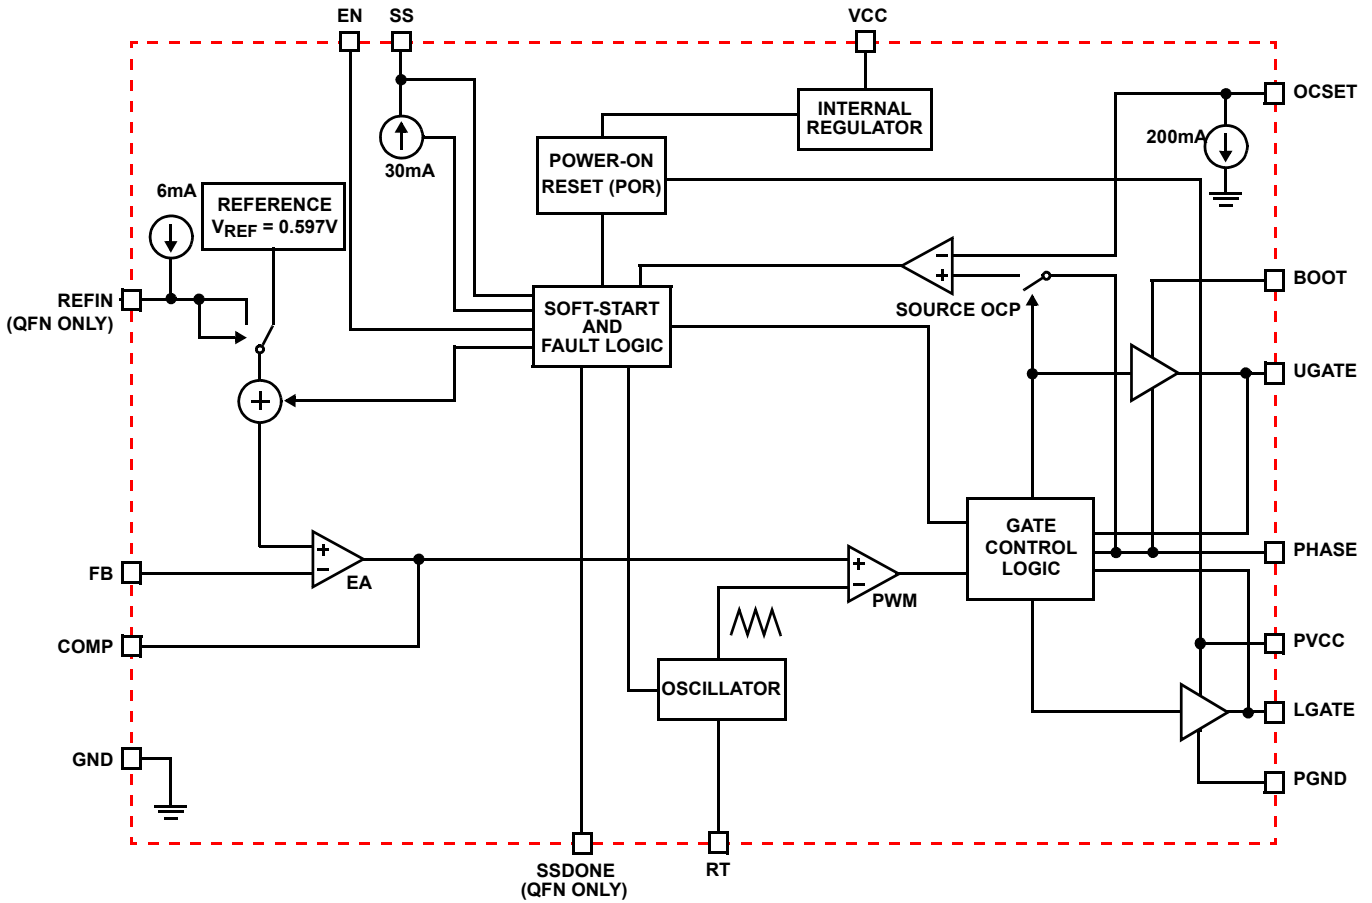 EN
SS
VCC
OCSET
INTERNAL
REGULATOR
200mA
30mA
POWER-ON
RESET (POR)
6mA
REFERENCE
VREF = 0.597V
BOOT
REFIN
(QFN ONLY)
SOFT-START
AND
FAULT LOGIC
−
+
SOURCE OCP
UGATE
+
GATE
CONTROL
LOGIC
PHASE
+
−
EA
FB
+
−
PWM
COMP
PVCC
OSCILLATOR
LGATE
GND
PGND
SSDONE
(QFN ONLY)
RT